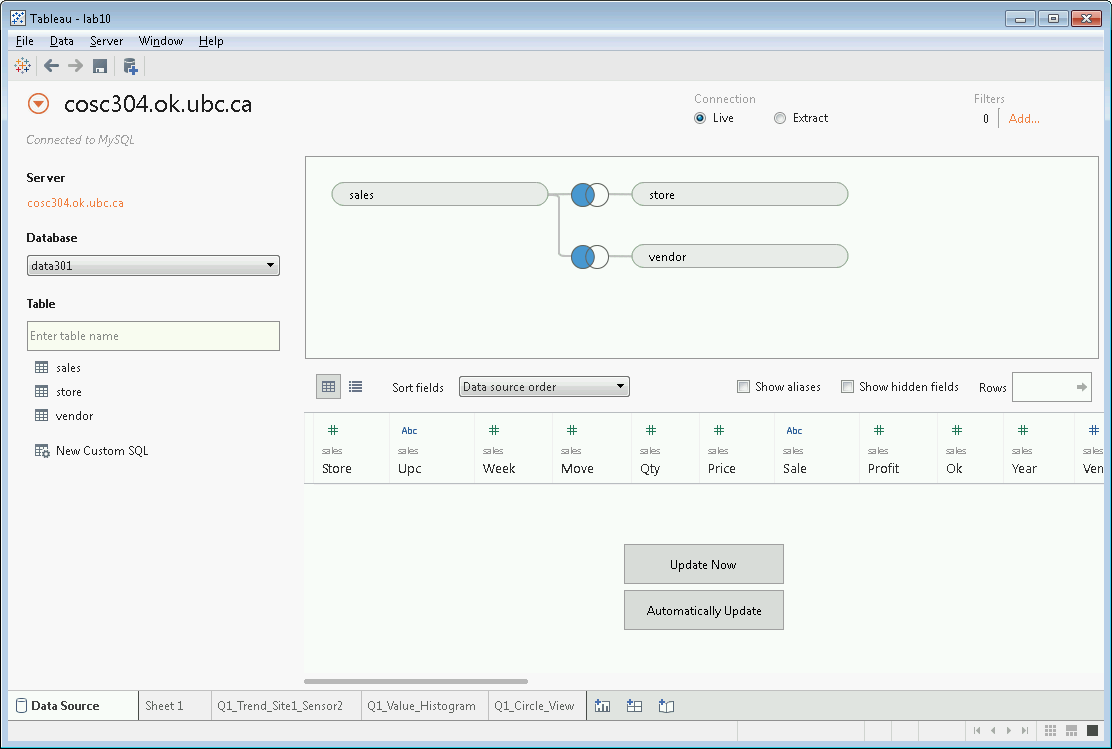 Tableau - lab10
File Data Server Window Help
cosc304.ok.ubc.ca
Connected to MySQL
Connection
Live Extract
Filters
0 Add...
Server
cosc304.ok.ubc.ca
Database
data301
Table
Enter table name
sales
store
vendor
New Custom SQL
sales store
vendor
Sort fields Data source order Show aliases Show hidden fields Rows
# Abc # # # # Abc # # # #
sales sales sales sales sales sales sales sales sales sales sales
Store Upc Week Move Qty Price Sale Profit Ok Year Ven
Update Now
Automatically Update
Data Source Sheet 1 Q1_Trend_Site1_Sensor2 Q1_Value_Histogram Q1_Circle_View